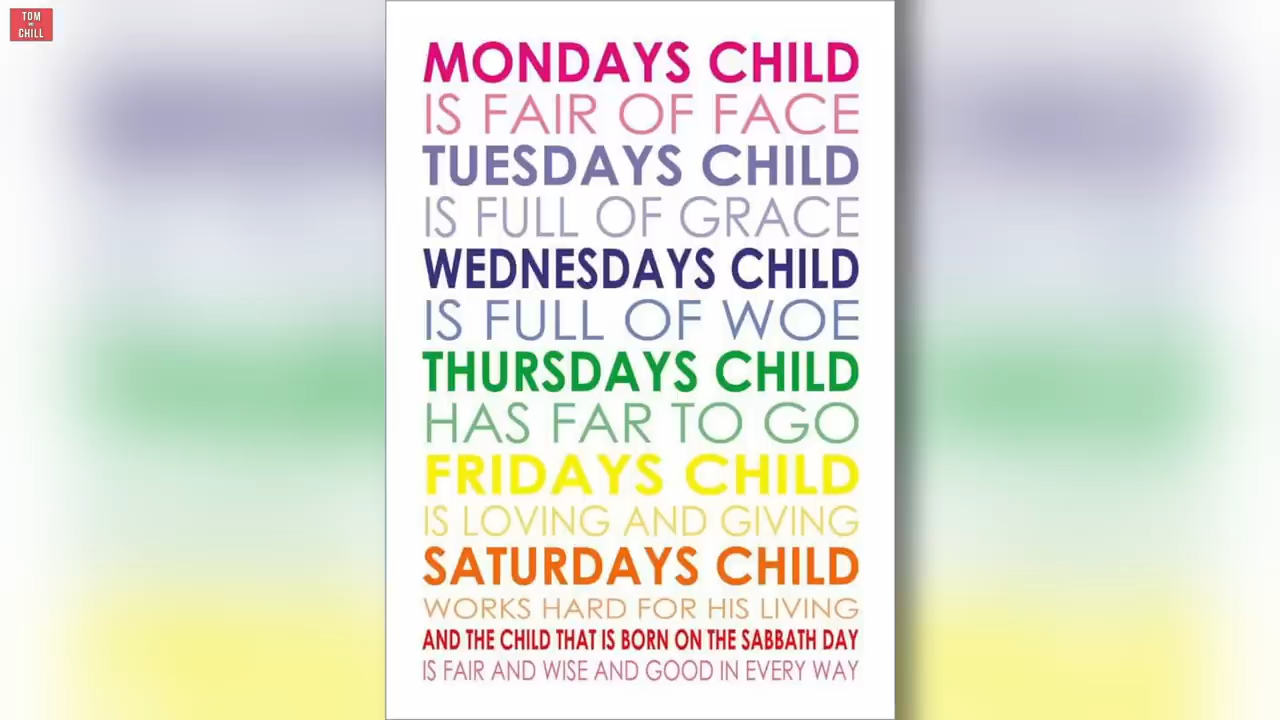 TOM
CHILL
MONDAYS CHILD
IS FAIR OF FACE
TUESDAYS CHILD
IS FULL OF GRACE
WEDNESDAYS CHILD
IS FULL OF WOE
THURSDAYS CHILD
HAS FAR TO GO
FRIDAYS CHILD
IS LOVING AND GIVING
SATURDAYS CHILD
WORKS HARD FOR HIS LIVING
AND THE CHILD THAT IS BORN ON THE SABBATH DAY
IS FAIR AND WISE AND GOOD IN EVERY WAY